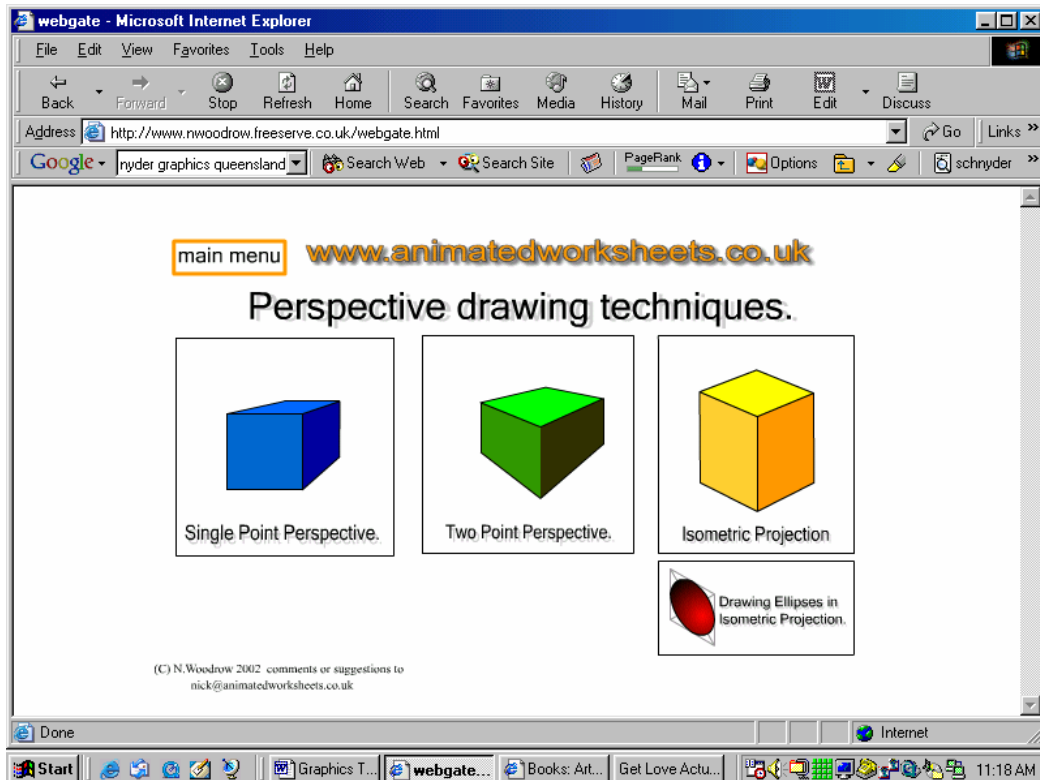 webgate - Microsoft Internet Explorer
File Edit View Favorites Tools Help
Back Forward Stop Refresh Home Search Favorites Media History Mail Print Edit Discuss
Address http://www.nwoodrow.freeserve.co.uk/webgate.html Go Links »
Google nyder graphics queensland Search Web Search Site PageRank Options schnyder »
main menu www.animatedworksheets.co.uk
Perspective drawing techniques.
Single Point Perspective. Two Point Perspective. Isometric Projection
Drawing Ellipses in
Isometric Projection.
(C) N.Woodrow 2002 comments or suggestions to
nick@animatedworksheets.co.uk
Done Internet
Start Graphics T... webgate... Books: Art... Get Love Actu... 11:18 AM